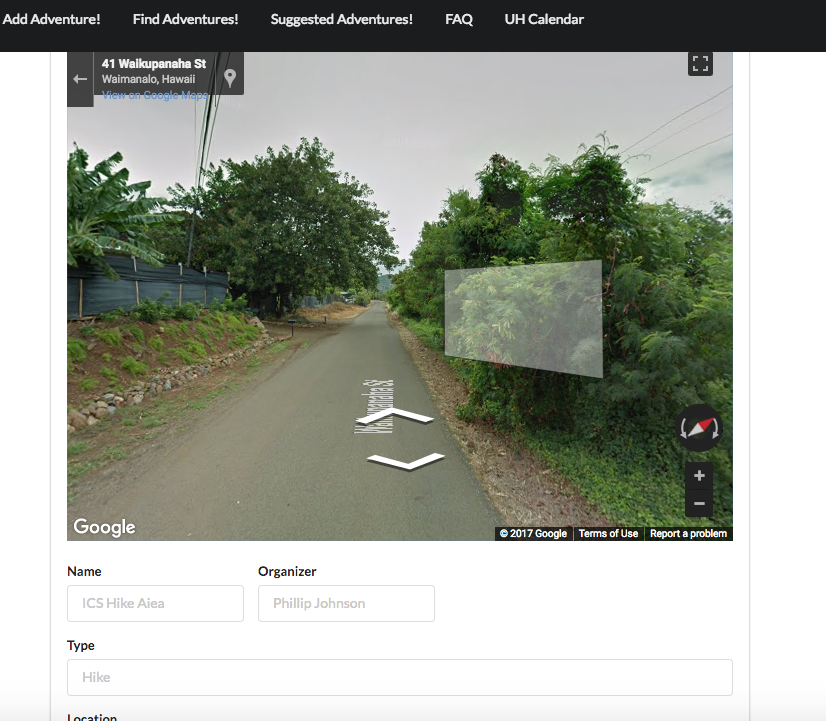 Add Adventure! Find Adventures! Suggested Adventures! FAQ UH Calendar
41 Waikupanaha St
Waimanalo, Hawaii
View on Google Maps
Waikupanaha St
Google
© 2017 Google Terms of Use Report a problem
Name Organizer
ICS Hike Aiea Phillip Johnson
Type
Hike
Location